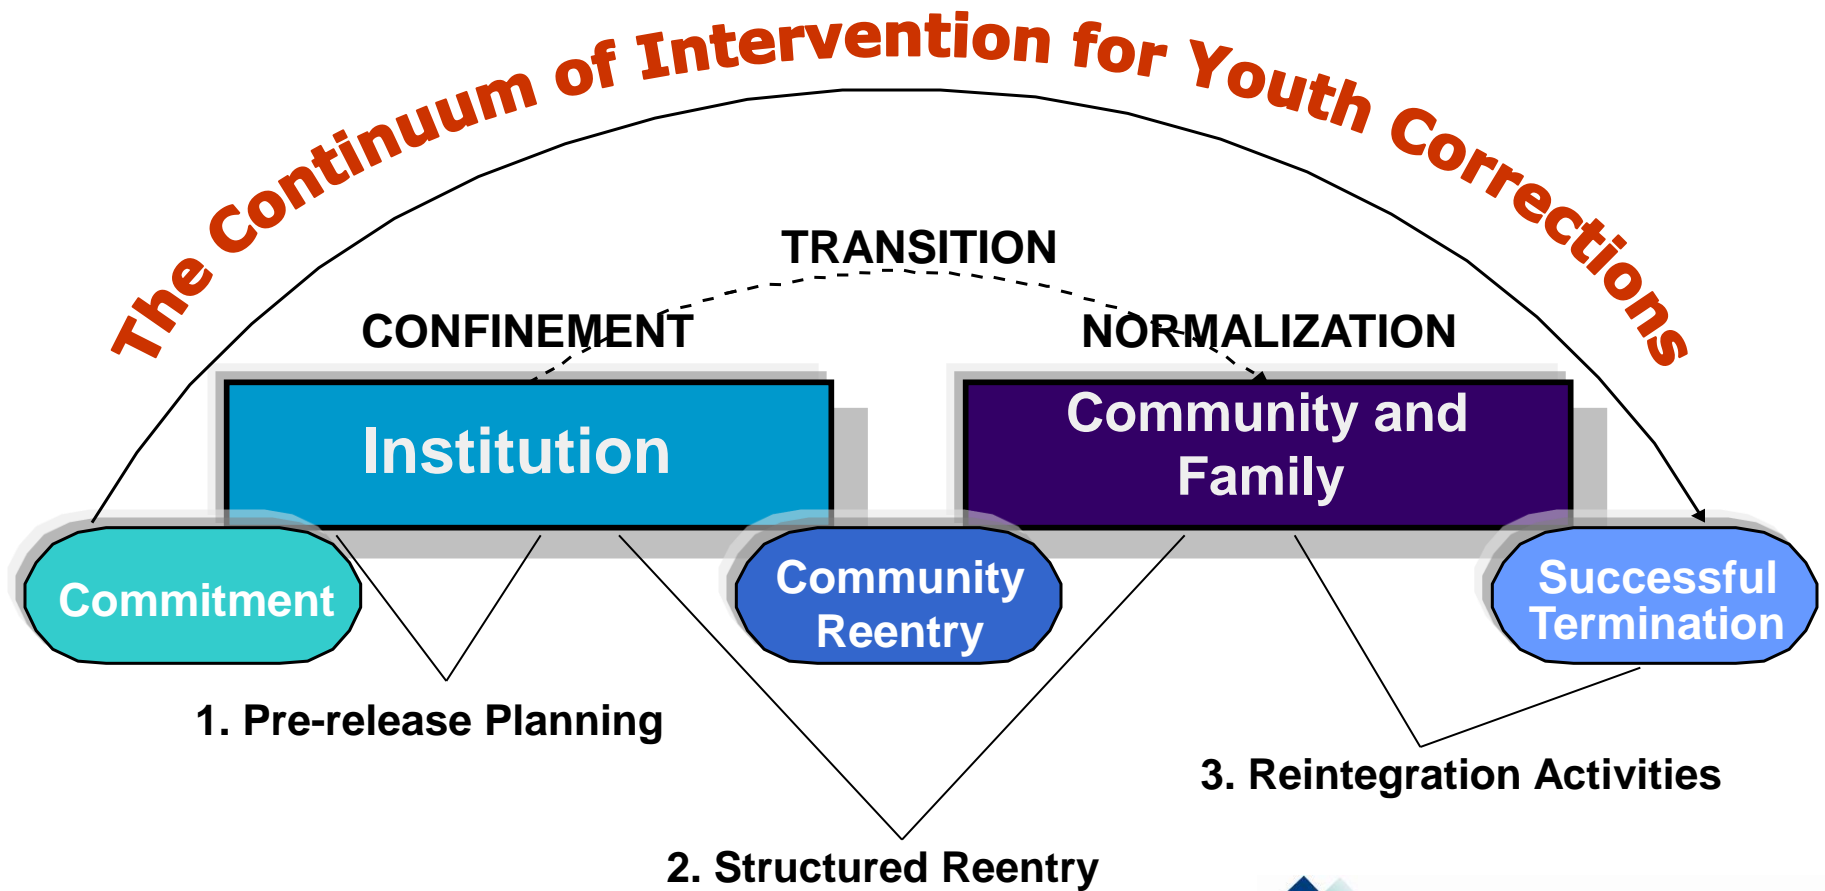 The Continuum of Intervention for Youth Corrections
TRANSITION
CONFINEMENT
NORMALIZATION
Institution
Community and
Family
Commitment
Community
Reentry
Successful
Termination
1. Pre-release Planning
3. Reintegration Activities
2. Structured Reentry